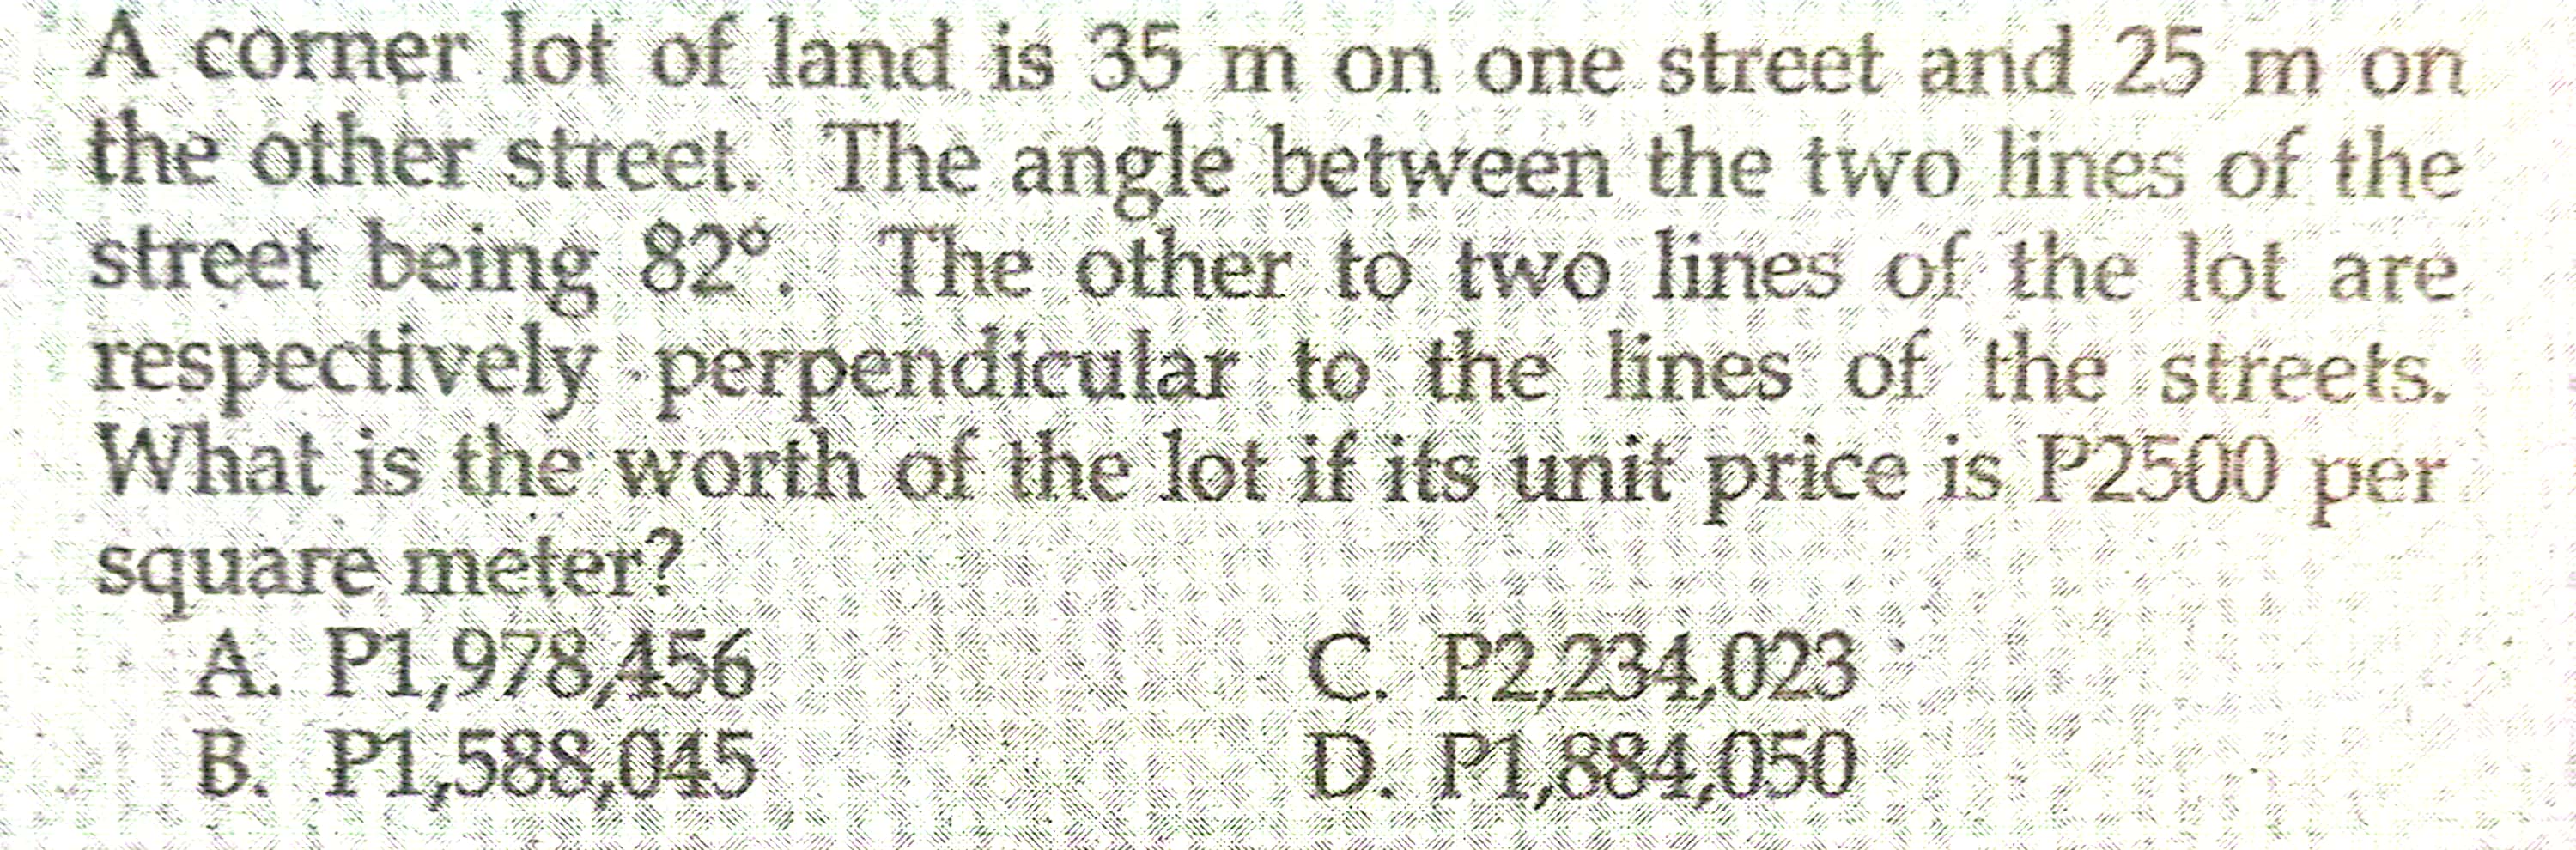 A corner lot of land is 35 m on one street and 25 m on
the other street. The angle between the two lines of the
street being 82°. The other to two lines of the lot are
respectively perpendicular to the lines of the streets.
What is the worth of the lot if its unit price is P2500 per
square meter?
A. P1,978,456 C. P2,234,023
B. P1,588,045 D. P1,884,050